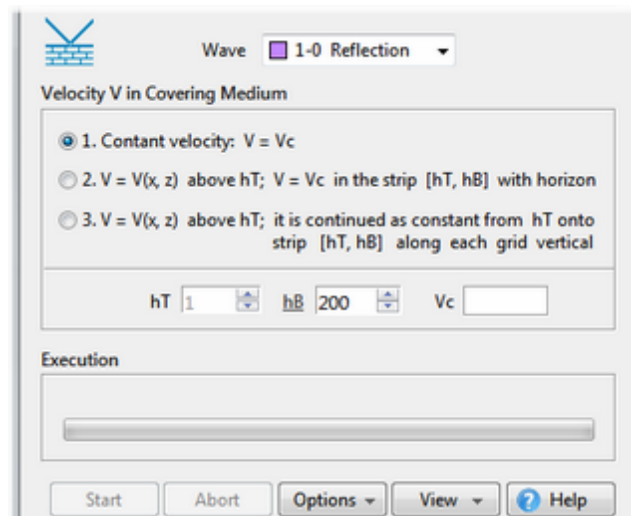 Wave 1-0 Reflection
Velocity V in Covering Medium
1. Contant velocity: V = Vc
2. V = V(x, z) above hT; V = Vc in the strip [hT, hB] with horizon
3. V = V(x, z) above hT; it is continued as constant from hT onto
strip [hT, hB] along each grid vertical
hT 1 hB 200 Vc
Execution
Start Abort Options View ? Help